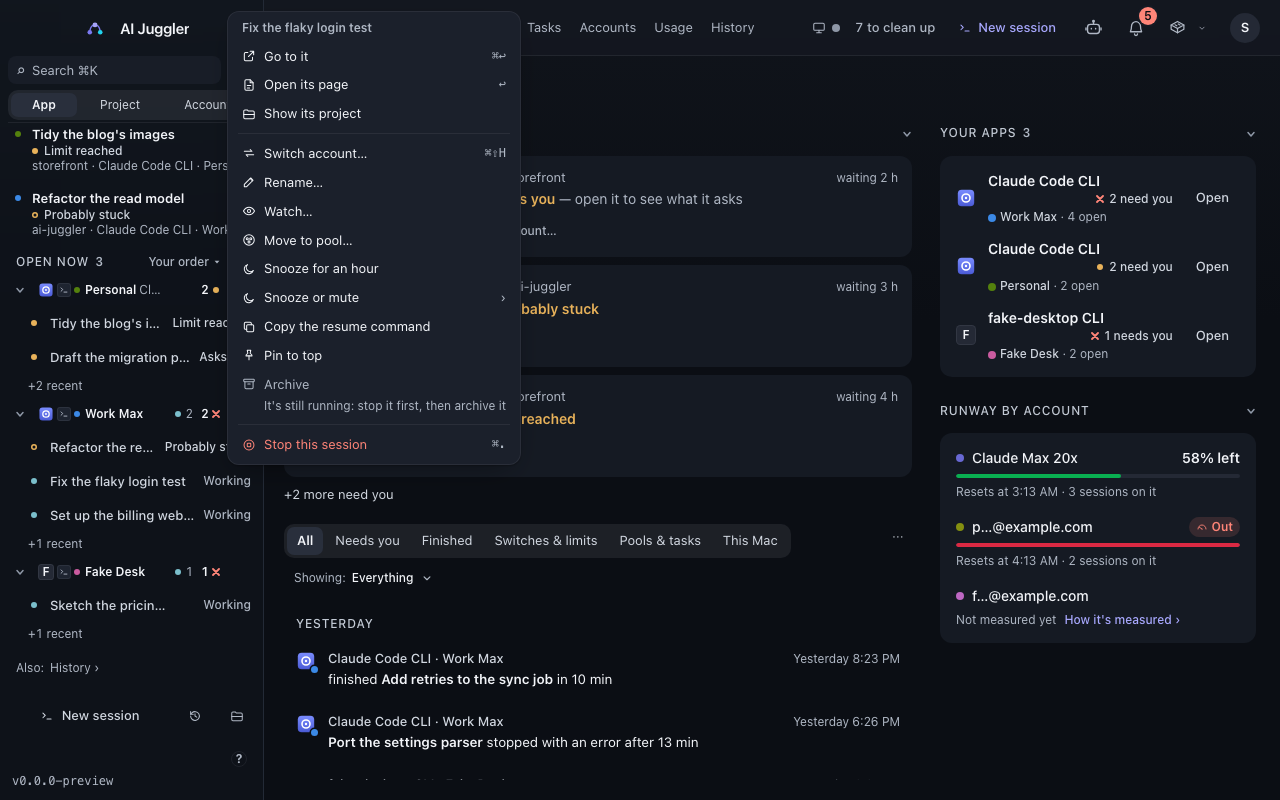 AI Juggler
Search ⌘K
App
Project
Accoun
Tidy the blog's images
Limit reached
storefront · Claude Code CLI · Pers
Refactor the read model
Probably stuck
ai-juggler · Claude Code CLI · Work
OPEN NOW 3
Your order
Personal Cl...
2
Tidy the blog's i...
Limit reac
Draft the migration p...
Asks
+2 recent
Work Max
2
2
Refactor the re...
Probably s
Fix the flaky login test
Working
Set up the billing web...
Working
+1 recent
F
Fake Desk
1
1
Sketch the pricin...
Working
+1 recent
Also: History ›
New session
?
v0.0.0-preview
Fix the flaky login test
Go to it
⌘↩
Open its page
↩
Show its project
Switch account...
⌘⇧H
Rename...
Watch...
Move to pool...
Snooze for an hour
Snooze or mute
›
Copy the resume command
Pin to top
Archive
It's still running: stop it first, then archive it
Stop this session
⌘.
Tasks
Accounts
Usage
History
7 to clean up
New session
5
S
orefront
waiting 2 h
s you — open it to see what it asks
ount...
i-juggler
waiting 3 h
bably stuck
orefront
waiting 4 h
reached
+2 more need you
All
Needs you
Finished
Switches & limits
Pools & tasks
This Mac
...
Showing: Everything
YESTERDAY
Claude Code CLI · Work Max
Yesterday 8:23 PM
finished Add retries to the sync job in 10 min
Claude Code CLI · Work Max
Yesterday 6:26 PM
Port the settings parser stopped with an error after 13 min
YOUR APPS 3
Claude Code CLI
2 need you
Open
Work Max · 4 open
Claude Code CLI
2 need you
Open
Personal · 2 open
F
fake-desktop CLI
1 needs you
Open
Fake Desk · 2 open
RUNWAY BY ACCOUNT
Claude Max 20x
58% left
Resets at 3:13 AM · 3 sessions on it
p...@example.com
Out
Resets at 4:13 AM · 2 sessions on it
f...@example.com
Not measured yet
How it's measured ›